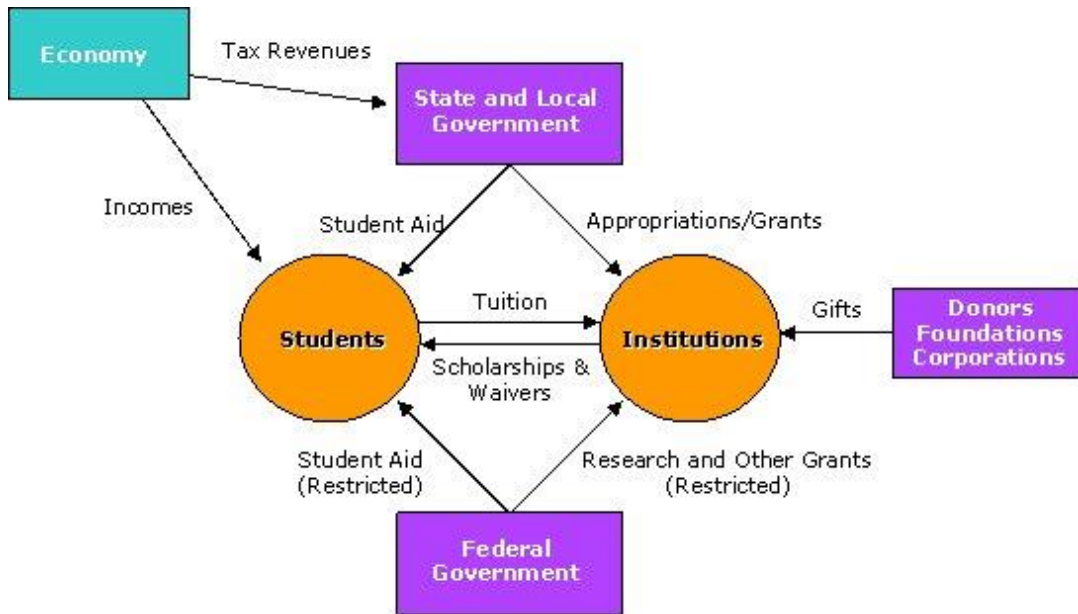 Economy
Tax Revenues
State and Local
Government
Incomes
Student Aid
Appropriations/Grants
Tuition
Gifts
Donors
Foundations
Corporations
Students
Institutions
Scholarships &
Waivers
Student Aid
(Restricted)
Research and Other Grants
(Restricted)
Federal
Government